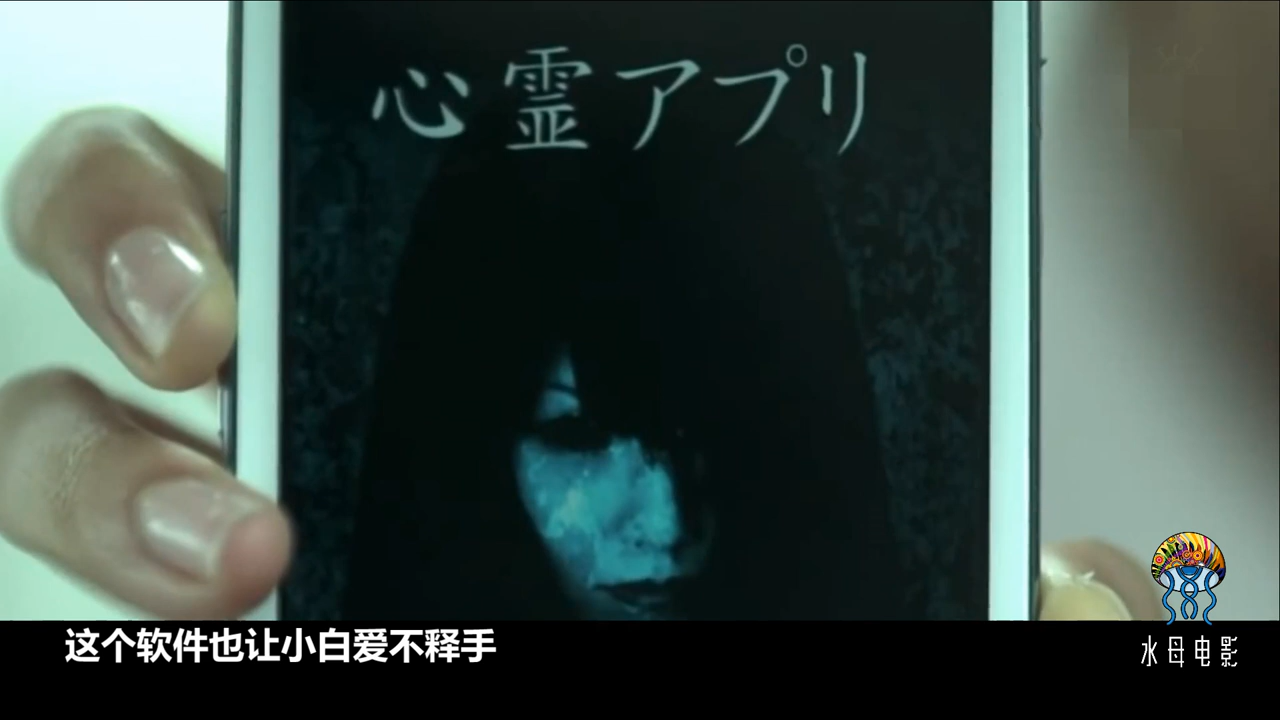 心霊アプリ
这个软件也让小白爱不释手
水母电影